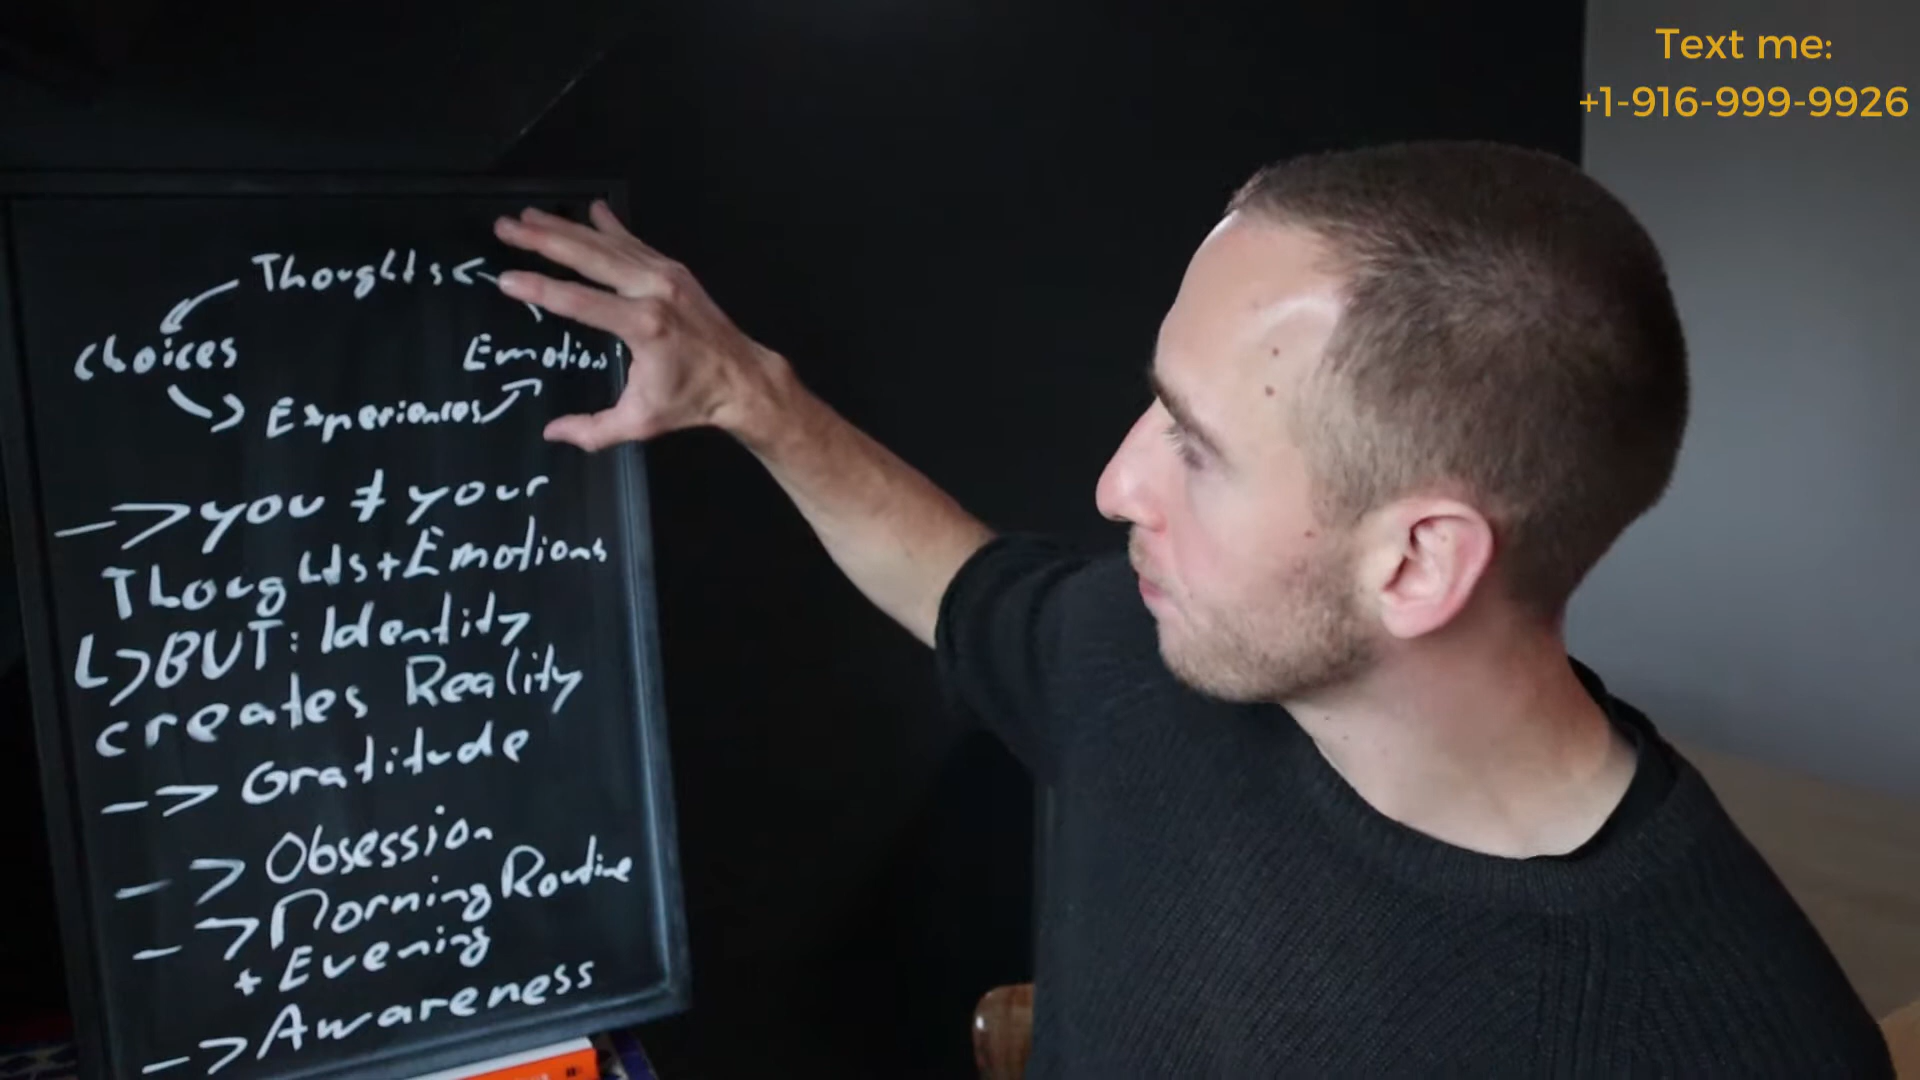 Text me:
+1-916-999-9926
Thoughts
Choices
Emotions
Experiences
you ≠ your
Thoughts + Emotions
BUT: Identity
creates Reality
Gratitude
Obsession
Morning Routine
+ Evening
Awareness